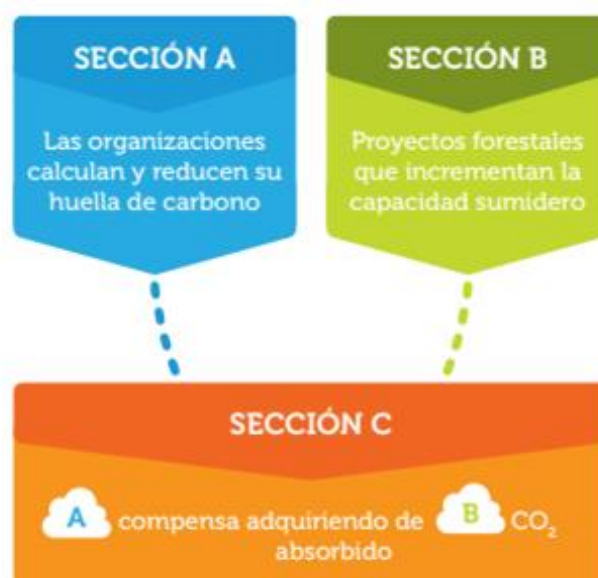 SECCIÓN A
Las organizaciones
calculan y reducen su
huella de carbono
SECCIÓN B
Proyectos forestales
que incrementan la
capacidad sumidero
SECCIÓN C
A compensa adquiriendo de B CO₂
absorbido